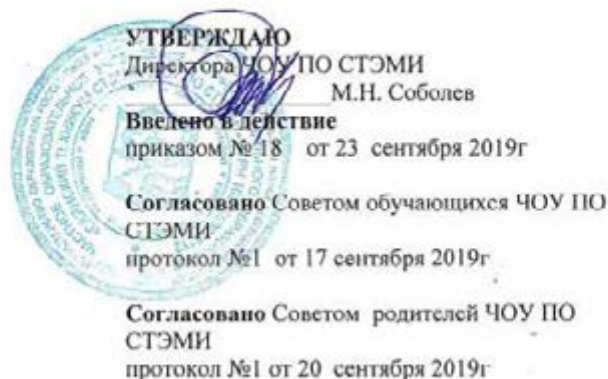 УТВЕРЖДАЮ
Директора ЧОУ ПО СТЭМИ
М.Н. Соболев
Введено в действие
приказом № 18 от 23 сентября 2019г
Согласовано Советом обучающихся ЧОУ ПО
СТЭМИ
протокол №1 от 17 сентября 2019г
Согласовано Советом родителей ЧОУ ПО
СТЭМИ
протокол №1 от 20 сентября 2019г